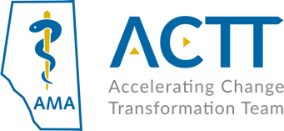 AMA
ACTT
Accelerating Change
Transformation Team